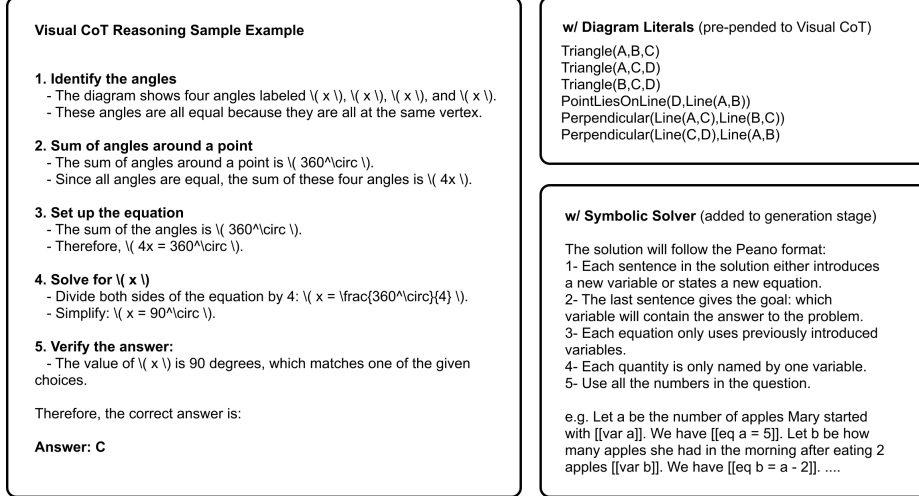 Visual CoT Reasoning Sample Example
1. Identify the angles
- The diagram shows four angles labeled \( x \), \( x \), \( x \), and \( x \).
- These angles are all equal because they are all at the same vertex.
2. Sum of angles around a point
- The sum of angles around a point is \( 360^\circ \).
- Since all angles are equal, the sum of these four angles is \( 4x \).
3. Set up the equation
- The sum of the angles is \( 360^\circ \).
- Therefore, \( 4x = 360^\circ \).
4. Solve for \( x \)
- Divide both sides of the equation by 4: \( x = \frac{360^\circ}{4} \).
- Simplify: \( x = 90^\circ \).
5. Verify the answer:
- The value of \( x \) is 90 degrees, which matches one of the given
choices.
Therefore, the correct answer is:
Answer: C
w/ Diagram Literals (pre-pended to Visual CoT)
Triangle(A,B,C)
Triangle(A,C,D)
Triangle(B,C,D)
PointLiesOnLine(D,Line(A,B))
Perpendicular(Line(A,C),Line(B,C))
Perpendicular(Line(C,D),Line(A,B)
w/ Symbolic Solver (added to generation stage)
The solution will follow the Peano format:
1- Each sentence in the solution either introduces
a new variable or states a new equation.
2- The last sentence gives the goal: which
variable will contain the answer to the problem.
3- Each equation only uses previously introduced
variables.
4- Each quantity is only named by one variable.
5- Use all the numbers in the question.
e.g. Let a be the number of apples Mary started
with [[var a]]. We have [[eq a = 5]]. Let b be how
many apples she had in the morning after eating 2
apples [[var b]]. We have [[eq b = a - 2]]. ....